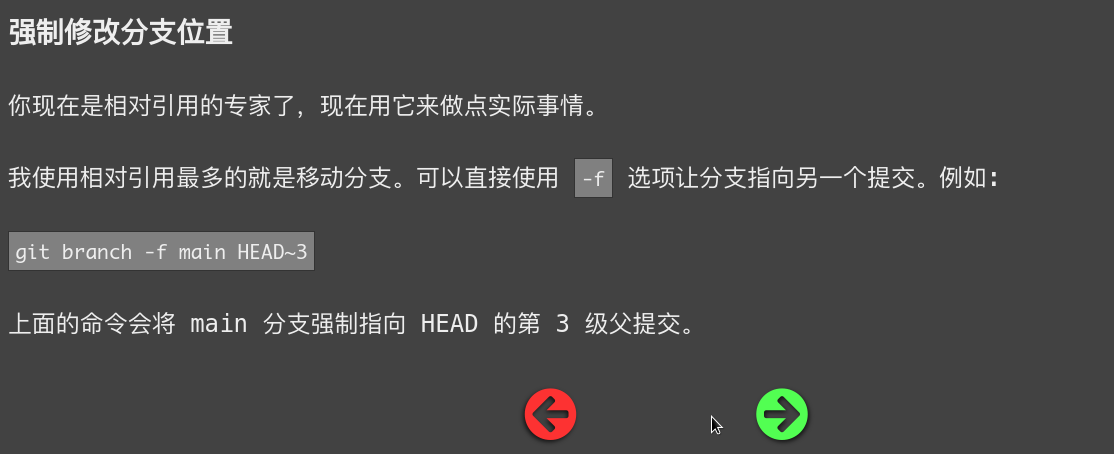 强制修改分支位置
你现在是相对引用的专家了，现在用它来做点实际事情。
我使用相对引用最多的就是移动分支。可以直接使用 -f 选项让分支指向另一个提交。例如:
git branch -f main HEAD~3
上面的命令会将 main 分支强制指向 HEAD 的第 3 级父提交。